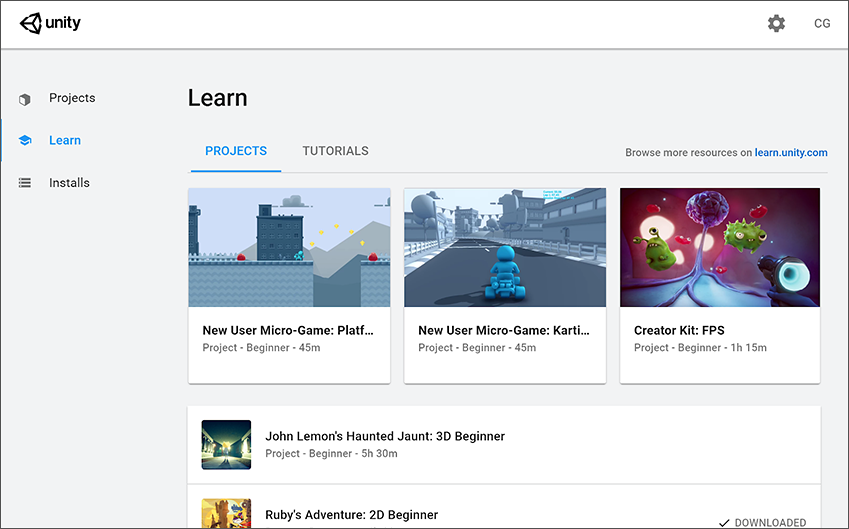 unity
CG
Projects
Learn
Installs
Learn
PROJECTS
TUTORIALS
Browse more resources on learn.unity.com
New User Micro-Game: Platf...
Project - Beginner - 45m
New User Micro-Game: Karti...
Project - Beginner - 45m
Creator Kit: FPS
Project - Beginner - 1h 15m
John Lemon's Haunted Jaunt: 3D Beginner
Project - Beginner - 5h 30m
Ruby's Adventure: 2D Beginner
DOWNLOADED